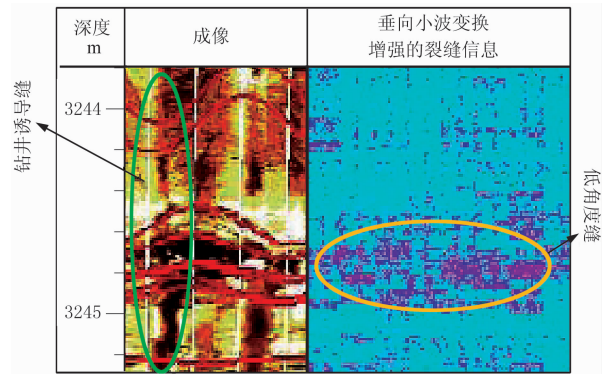 深度
m
成像
垂向小波变换
增强的裂缝信息
3244
3245
钻井诱导缝
低角度缝